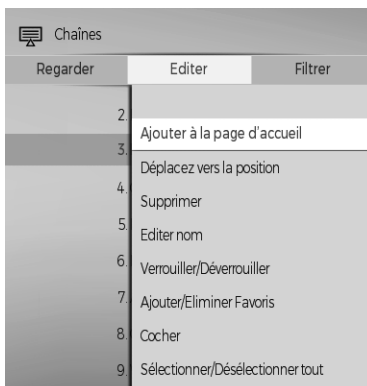 Chaînes
Regarder Editer Filtrer
2.
Ajouter à la page d'accueil
3.
Déplacez vers la position
4.
Supprimer
5.
Editer nom
6.
Verrouiller/Déverrouiller
7.
Ajouter/Eliminer Favoris
8.
Cocher
9.
Sélectionner/Désélectionner tout